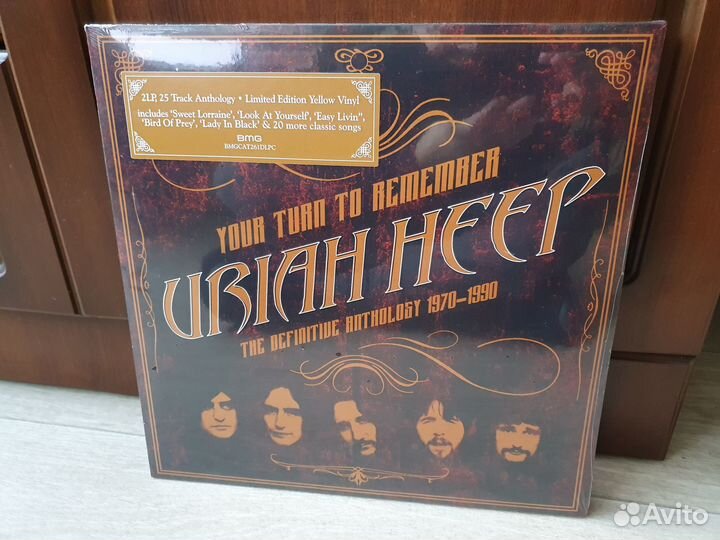 2LP, 25 Track Anthology • Limited Edition Yellow Vinyl
includes 'Sweet Lorraine', 'Look At Yourself', 'Easy Livin'',
'Bird Of Prey', 'Lady In Black' & 20 more classic songs
BMG
BMGCAT261DLPC
YOUR TURN TO REMEMBER
URIAH HEEP
THE DEFINITIVE ANTHOLOGY 1970–1990
Avito